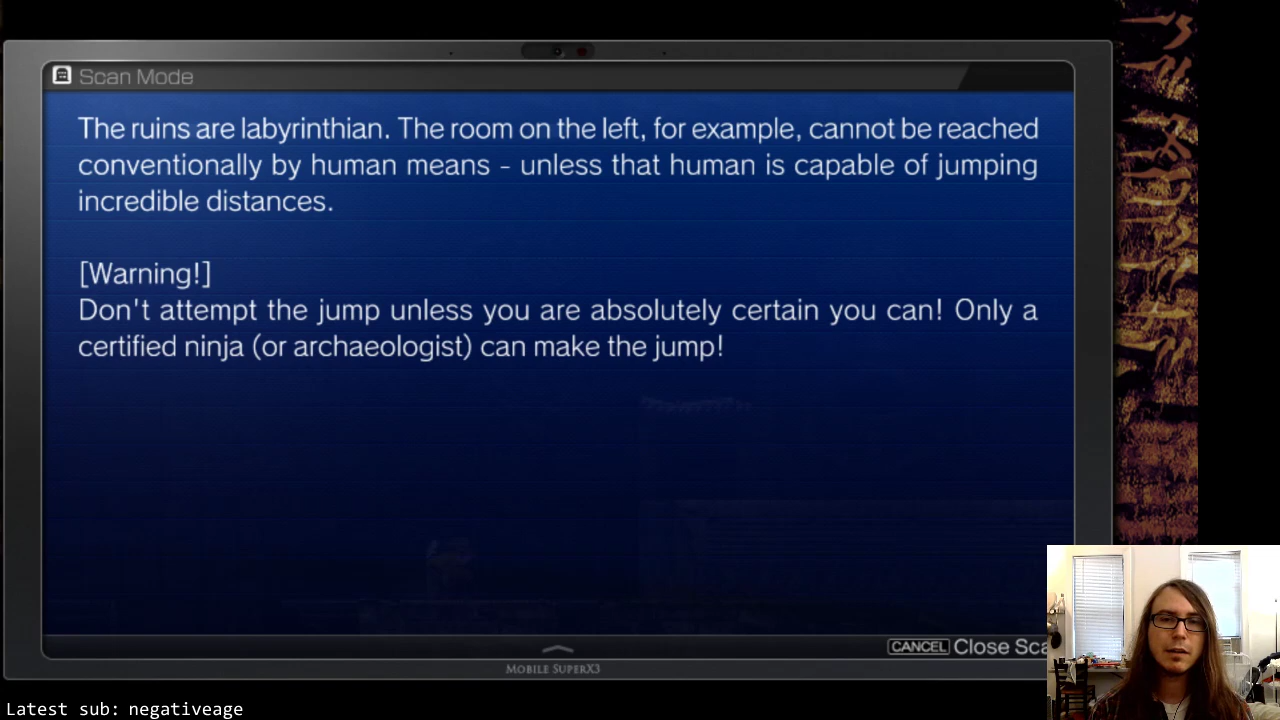 Scan Mode
The ruins are labyrinthian. The room on the left, for example, cannot be reached
conventionally by human means - unless that human is capable of jumping
incredible distances.
[Warning!]
Don't attempt the jump unless you are absolutely certain you can! Only a
certified ninja (or archaeologist) can make the jump!
CANCEL Close Sca
MOBILE SUPERX3
Latest sub: negativeage